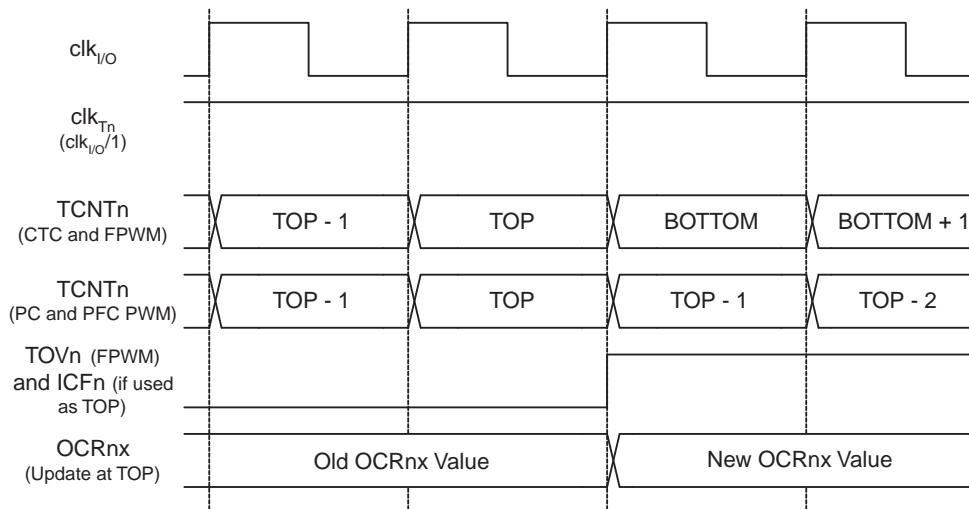 clkI/O
clkTn
(clkI/O/1)
TCNTn
(CTC and FPWM)
TOP - 1
TOP
BOTTOM
BOTTOM + 1
TCNTn
(PC and PFC PWM)
TOP - 1
TOP
TOP - 1
TOP - 2
TOVn (FPWM)
and ICFn (if used
as TOP)
OCRnx
(Update at TOP)
Old OCRnx Value
New OCRnx Value